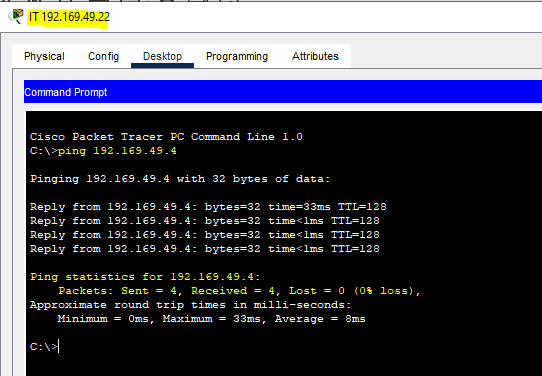 IT 192.169.49.22
Physical Config Desktop Programming Attributes
Command Prompt
Cisco Packet Tracer PC Command Line 1.0
C:\>ping 192.169.49.4
Pinging 192.169.49.4 with 32 bytes of data:
Reply from 192.169.49.4: bytes=32 time=33ms TTL=128
Reply from 192.169.49.4: bytes=32 time<1ms TTL=128
Reply from 192.169.49.4: bytes=32 time<1ms TTL=128
Reply from 192.169.49.4: bytes=32 time<1ms TTL=128
Ping statistics for 192.169.49.4:
Packets: Sent = 4, Received = 4, Lost = 0 (0% loss),
Approximate round trip times in milli-seconds:
Minimum = 0ms, Maximum = 33ms, Average = 8ms
C:\>